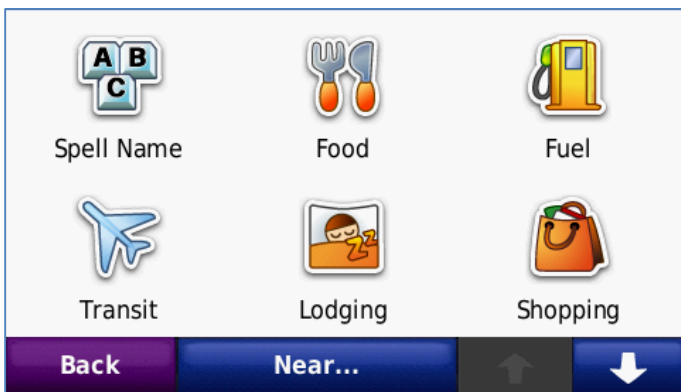 A B
C
Spell Name
Food
Fuel
Transit
Lodging
Shopping
Back
Near...